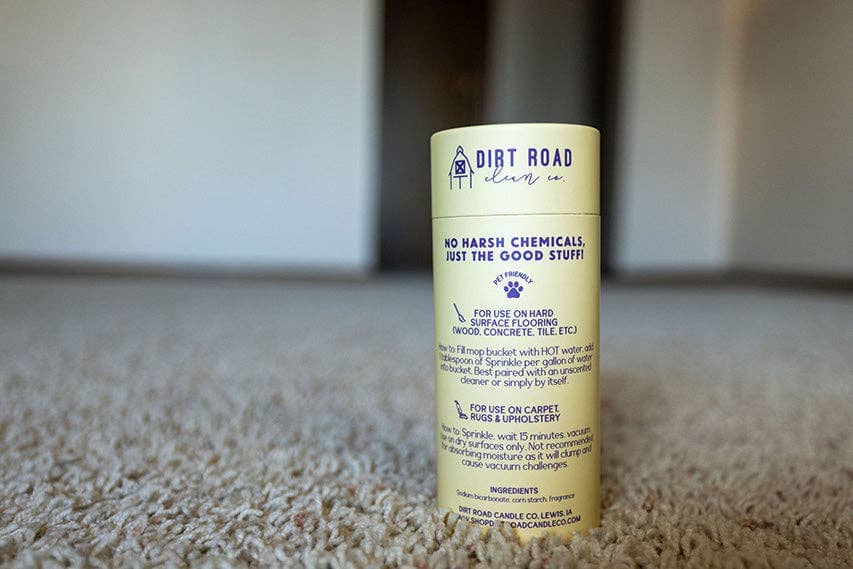 DIRT ROAD
clean co.
NO HARSH CHEMICALS,
JUST THE GOOD STUFF!
PET FRIENDLY
FOR USE ON HARD
SURFACE FLOORING
(WOOD, CONCRETE, TILE, ETC.)
How to: Fill mop bucket with HOT water, add
tablespoon of Sprinkle per gallon of water
into bucket. Best paired with an unscented
cleaner or simply by itself.
FOR USE ON CARPET,
RUGS & UPHOLSTERY
How to: Sprinkle, wait 15 minutes, vacuum.
Use on dry surfaces only. Not recommended
for absorbing moisture as it will clump and
cause vacuum challenges.
INGREDIENTS
Sodium bicarbonate, corn starch, fragrance
DIRT ROAD CANDLE CO, LEWIS, IA